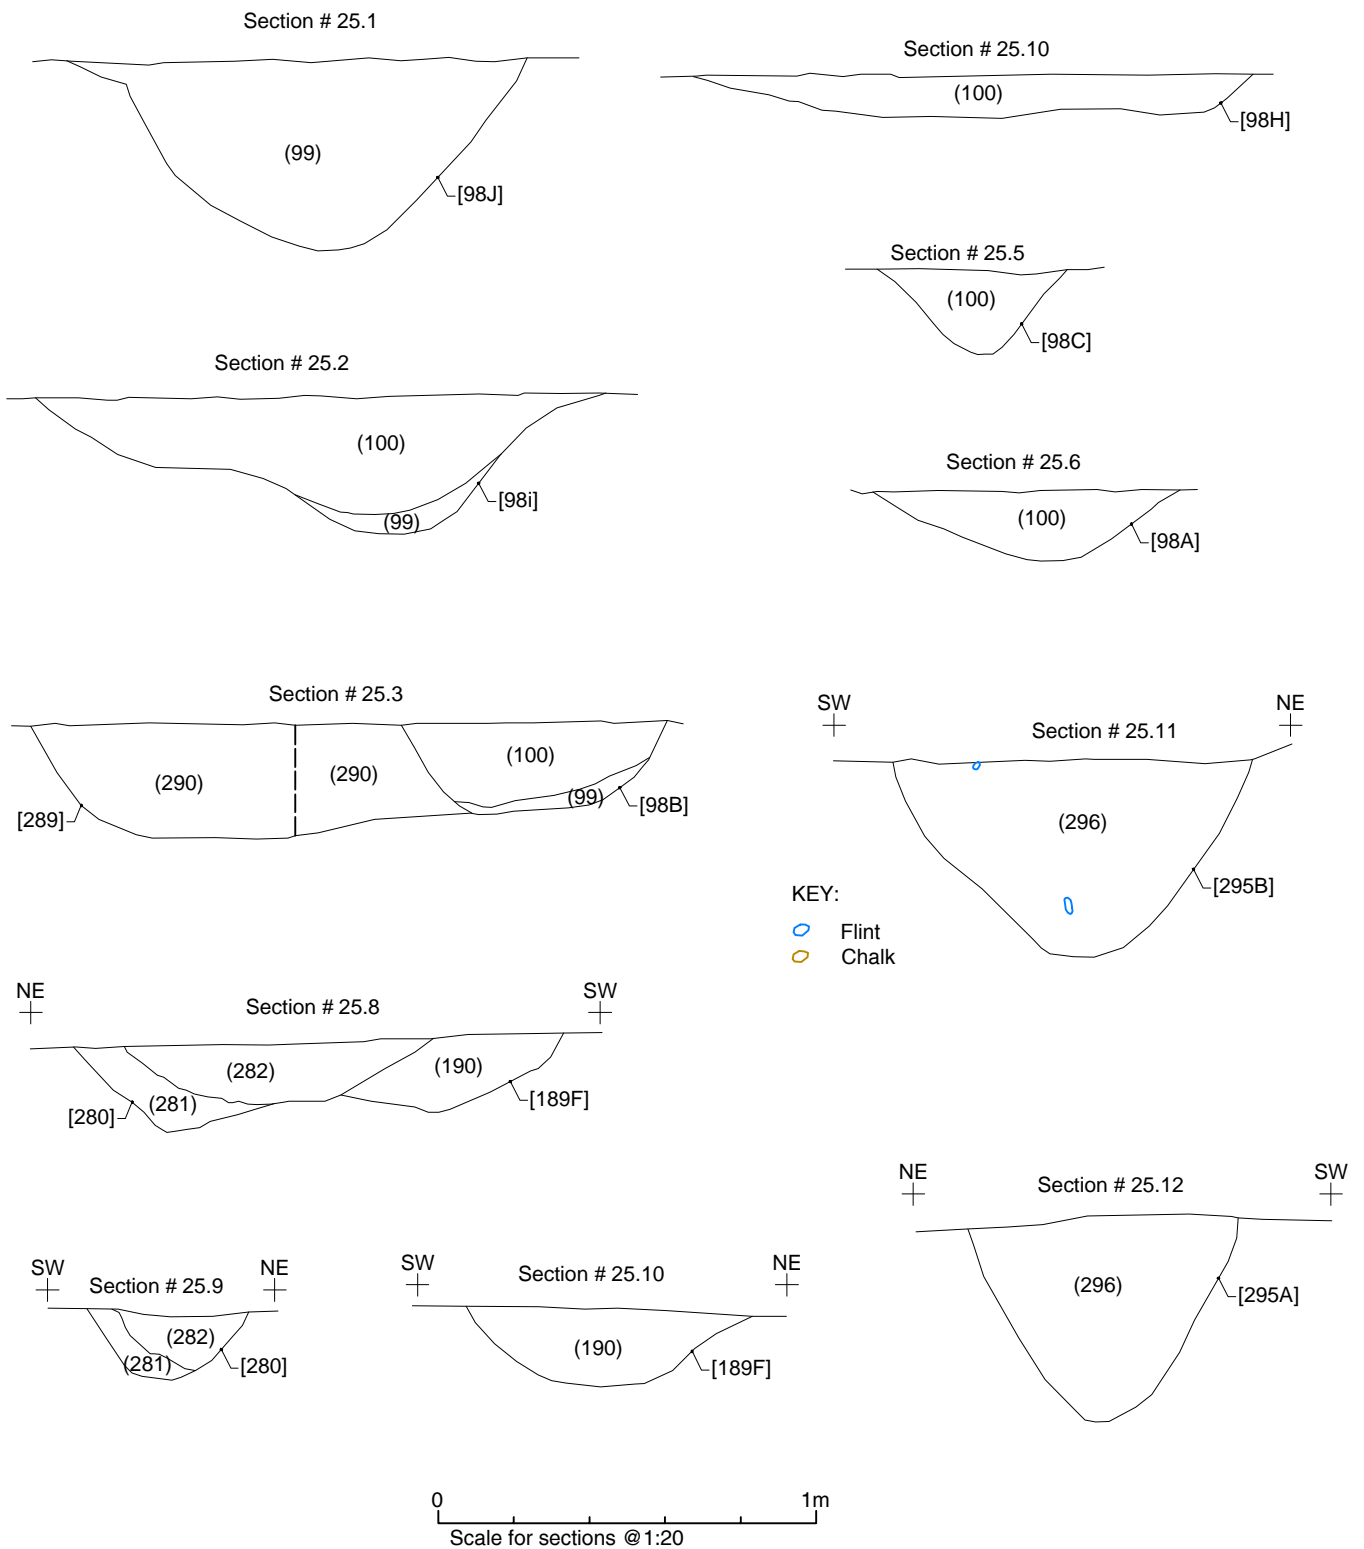 Section # 25.1
(99)
[98J]
Section # 25.10
(100)
[98H]
Section # 25.5
(100)
[98C]
Section # 25.2
(100)
(99)
[98i]
Section # 25.6
(100)
[98A]
Section # 25.3
(290)
(290)
(100)
(99)
[289]
[98B]
SW
NE
Section # 25.11
(296)
[295B]
KEY:
Flint
Chalk
NE
SW
Section # 25.8
(282)
(190)
(281)
[280]
[189F]
NE
SW
Section # 25.12
(296)
[295A]
SW
NE
Section # 25.9
(282)
(281)
[280]
SW
NE
Section # 25.10
(190)
[189F]
0
1m
Scale for sections @1:20